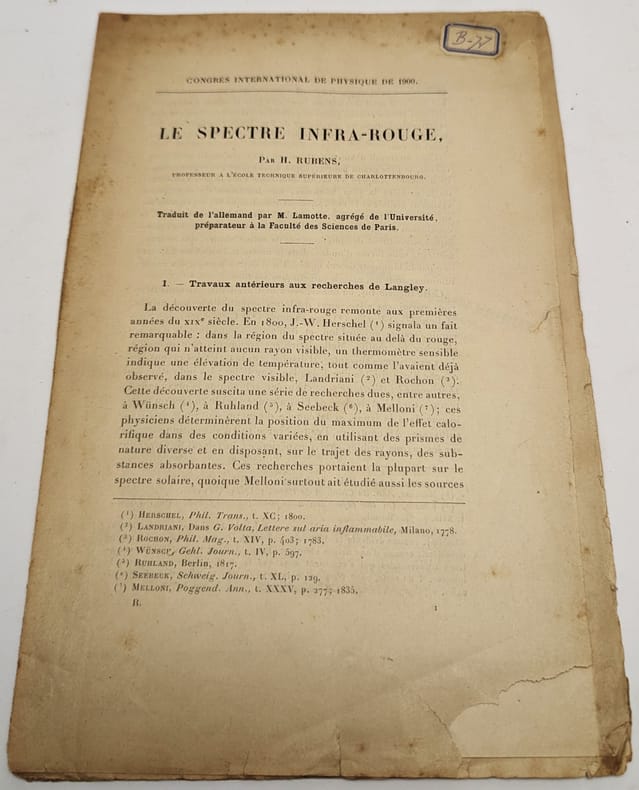 B-77
CONGRÈS INTERNATIONAL DE PHYSIQUE DE 1900.
LE SPECTRE INFRA-ROUGE,
PAR H. RUBENS,
PROFESSEUR A L'ÉCOLE TECHNIQUE SUPÉRIEURE DE CHARLOTTENBOURG.
Traduit de l'allemand par M. Lamotte, agrégé de l'Université,
préparateur à la Faculté des Sciences de Paris.
I. — Travaux antérieurs aux recherches de Langley.
La découverte du spectre infra-rouge remonte aux premières
années du XIXe siècle. En 1800, J.-W. Herschel (1) signala un fait
remarquable : dans la région du spectre située au delà du rouge,
région qui n'atteint aucun rayon visible, un thermomètre sensible
indique une élévation de température, tout comme l'avaient déjà
observé, dans le spectre visible, Landriani (2) et Rochon (3).
Cette découverte suscita une série de recherches dues, entre autres,
à Wünsch (4), à Ruhland (5), à Seebeck (6), à Melloni (7); ces
physiciens déterminèrent la position du maximum de l'effet calo-
rifique dans des conditions variées, en utilisant des prismes de
nature diverse et en disposant, sur le trajet des rayons, des sub-
stances absorbantes. Ces recherches portaient la plupart sur le
spectre solaire, quoique Melloni surtout ait étudié aussi les sources
(1) HERSCHEL, Phil. Trans., t. XC; 1800.
(2) LANDRIANI, Dans G. Volta, Lettere sul aria inflammabile, Milano, 1778.
(3) ROCHON, Phil. Mag., t. XIV, p. 403; 1783.
(4) WÜNSCH, Gehl. Journ., t. IV, p. 597.
(5) RUHLAND, Berlin, 1817.
(6) SEEBECK, Schweig. Journ., t. XL, p. 129.
(7) MELLONI, Poggend. Ann., t. XXXV, p. 277; 1835.
R. 1